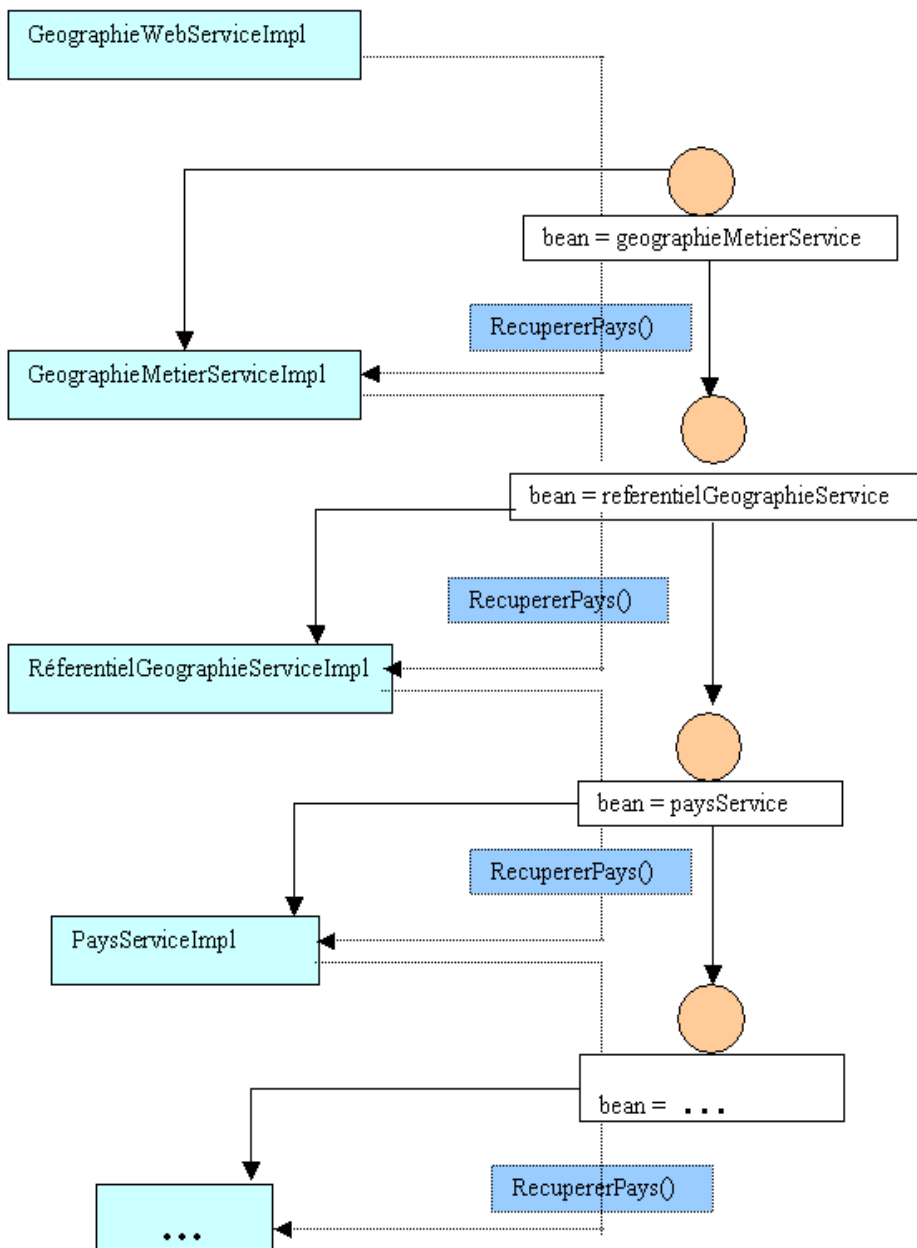 GeographieWebServiceImpl
bean = geographieMetierService
RecupererPays()
GeographieMetierServiceImpl
bean = referentielGeographieService
RecupererPays()
RéferentielGeographieServiceImpl
bean = paysService
RecupererPays()
PaysServiceImpl
bean = ...
RecupererPays()
...